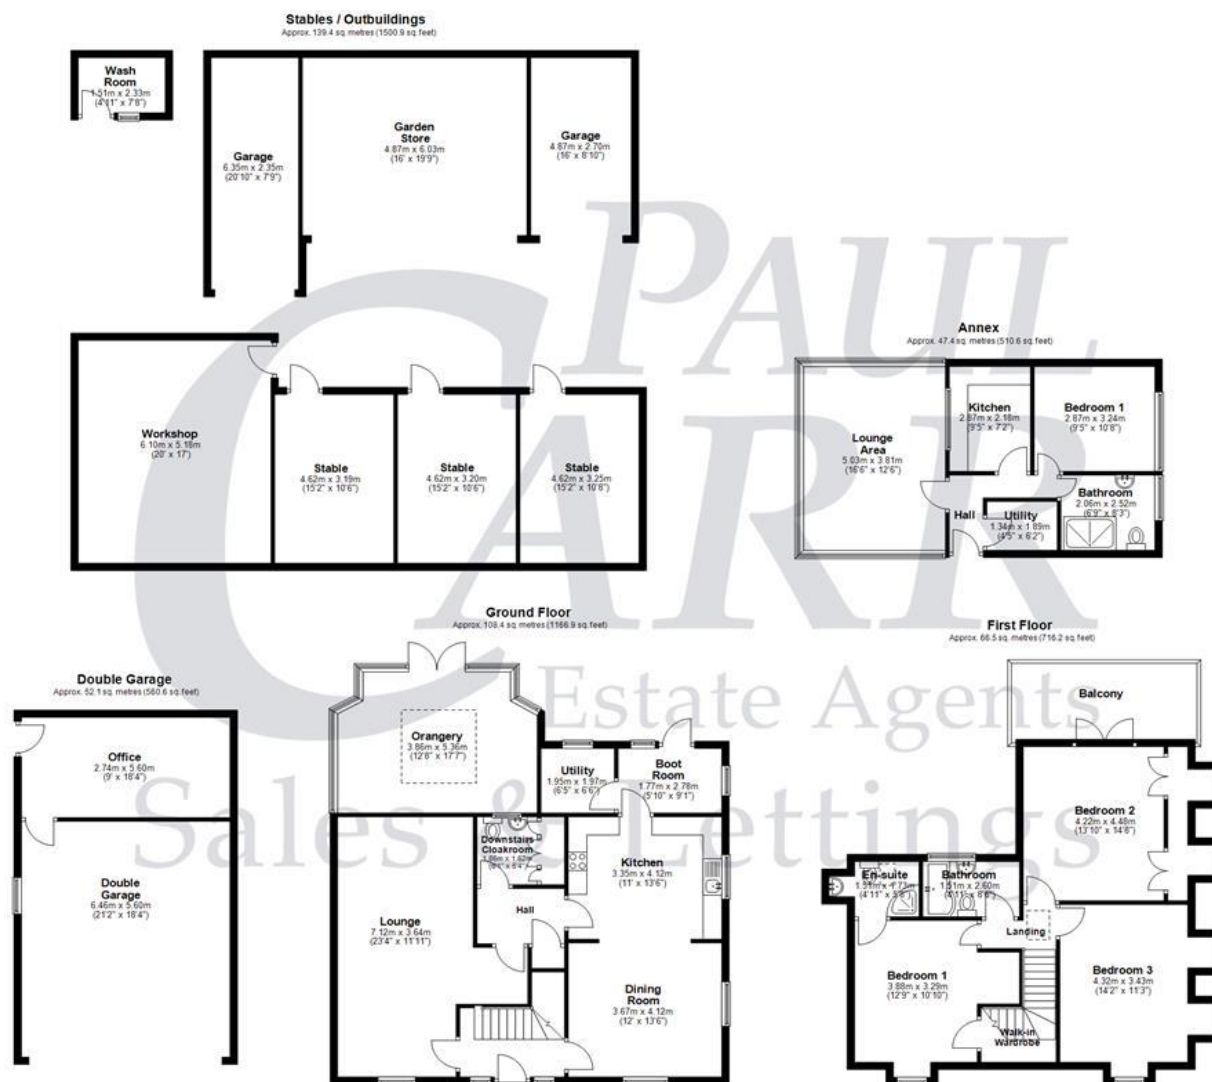 Stables / Outbuildings
Approx. 139.4 sq. metres (1500.9 sq. feet)
Wash
Room
1.51m x 2.33m
(4'11" x 7'8")
Garage
6.35m x 2.35m
(20'10" x 7'9")
Garden
Store
4.87m x 6.03m
(16' x 19'9")
Garage
4.87m x 2.70m
(16' x 8'10")
Workshop
6.10m x 5.18m
(20' x 17')
Stable
4.62m x 3.19m
(15'2" x 10'6")
Stable
4.62m x 3.20m
(15'2" x 10'6")
Stable
4.62m x 3.25m
(15'2" x 10'8")
Annex
Approx. 47.4 sq. metres (510.6 sq. feet)
Lounge
Area
5.03m x 3.81m
(16'6" x 12'6")
Kitchen
2.87m x 2.18m
(9'5" x 7'2")
Bedroom 1
2.87m x 3.24m
(9'5" x 10'8")
Hall
Utility
1.34m x 1.89m
(4'5" x 6'2")
Bathroom
2.06m x 2.52m
(6'9" x 8'3")
Double Garage
Approx. 52.1 sq. metres (560.6 sq. feet)
Office
2.74m x 5.60m
(9' x 18'4")
Double
Garage
6.46m x 5.60m
(21'2" x 18'4")
Ground Floor
Approx. 108.4 sq. metres (1166.9 sq. feet)
Orangery
3.86m x 5.36m
(12'8" x 17'7")
Utility
1.95m x 1.97m
(6'5" x 6'6")
Boot
Room
1.77m x 2.78m
(5'10" x 9'1")
Downstairs
Cloakroom
Kitchen
3.35m x 4.12m
(11' x 13'6")
Hall
Lounge
7.12m x 3.64m
(23'4" x 11'11")
Dining
Room
3.67m x 4.12m
(12' x 13'6")
First Floor
Approx. 66.5 sq. metres (716.2 sq. feet)
Balcony
Bedroom 2
4.22m x 4.48m
(13'10" x 14'8")
En-suite
1.51m x 1.73m
(4'11" x 5'8")
Bathroom
1.51m x 2.60m
(4'11" x 8'6")
Landing
Bedroom 1
3.88m x 3.29m
(12'9" x 10'10")
Bedroom 3
4.32m x 3.43m
(14'2" x 11'3")
Walk-in
Wardrobe
PAUL
CARR
Estate Agents
Sales & Lettings